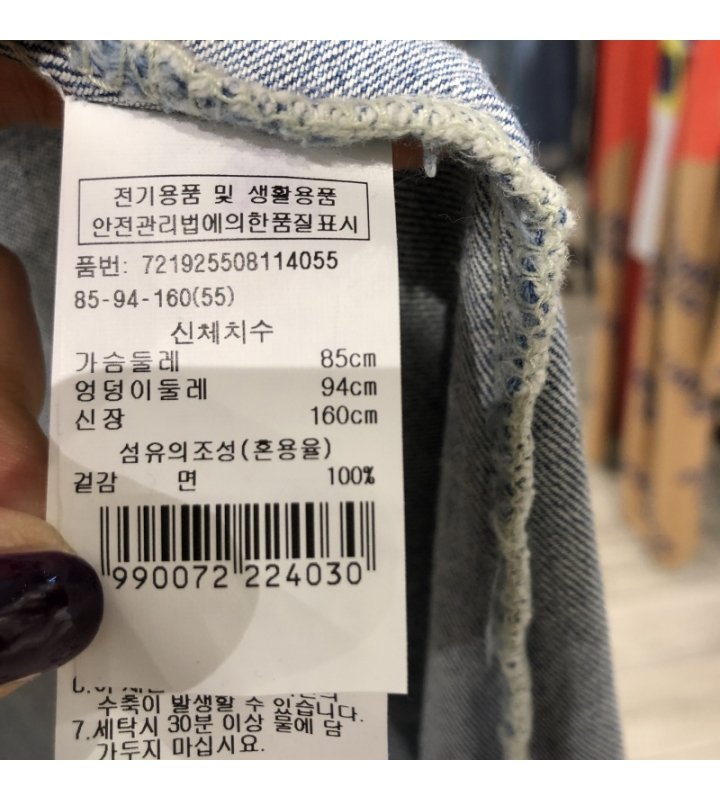 전기용품 및 생활용품
안전관리법에의한품질표시
품번: 721925508114055
85-94-160(55)
신체치수
가슴둘레 85cm
엉덩이둘레 94cm
신장 160cm
섬유의조성(혼용율)
겉감 면 100%
990072 224030
수축이 발생할 수 있습니다.
7.세탁시 30분 이상 물에 담
가두지 마십시요.